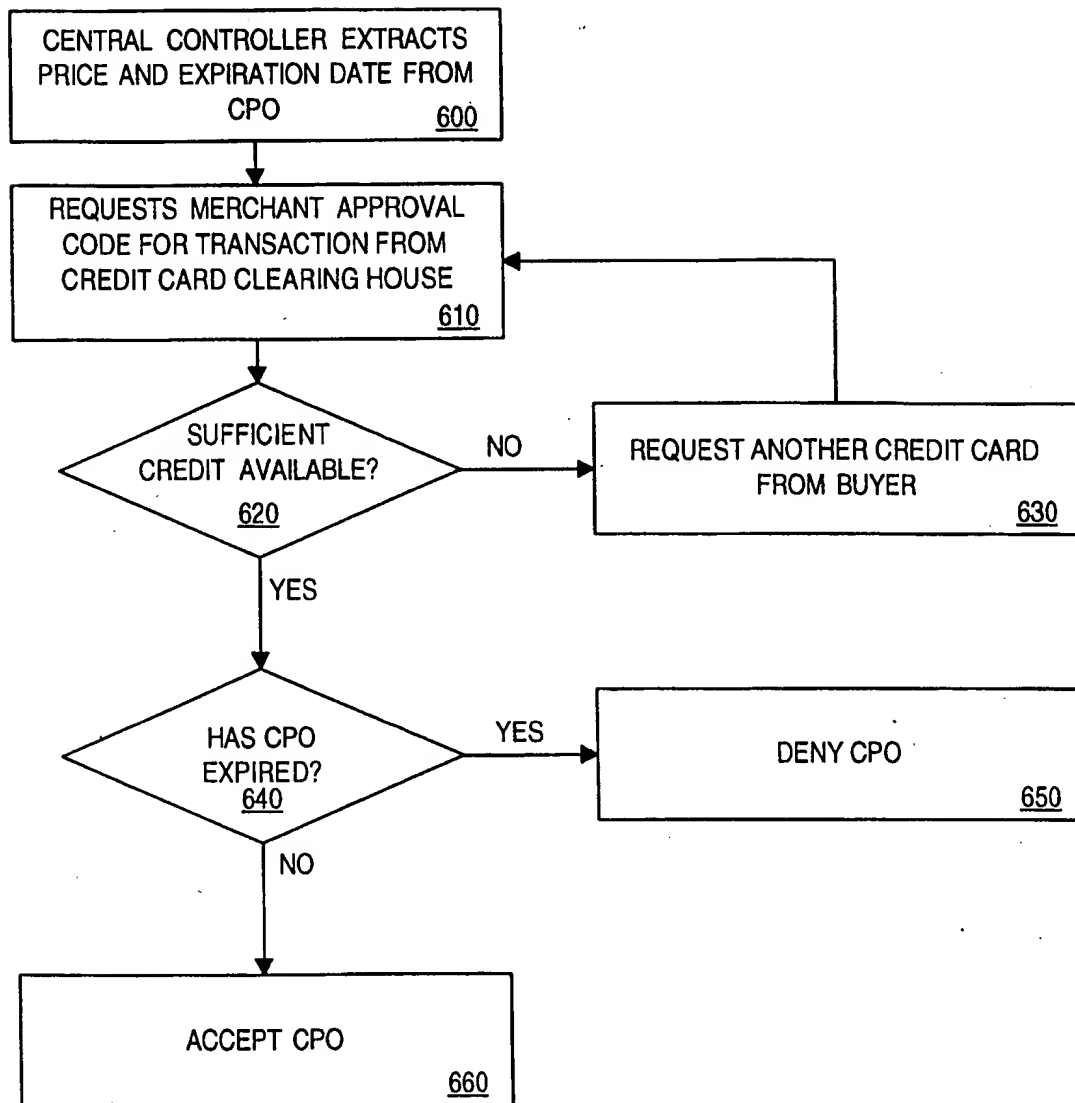 CENTRAL CONTROLLER EXTRACTS
PRICE AND EXPIRATION DATE FROM
CPO
600
REQUESTS MERCHANT APPROVAL
CODE FOR TRANSACTION FROM
CREDIT CARD CLEARING HOUSE
610
SUFFICIENT
CREDIT AVAILABLE?
620
NO
REQUEST ANOTHER CREDIT CARD
FROM BUYER
630
YES
HAS CPO
EXPIRED?
640
YES
DENY CPO
650
NO
ACCEPT CPO
660